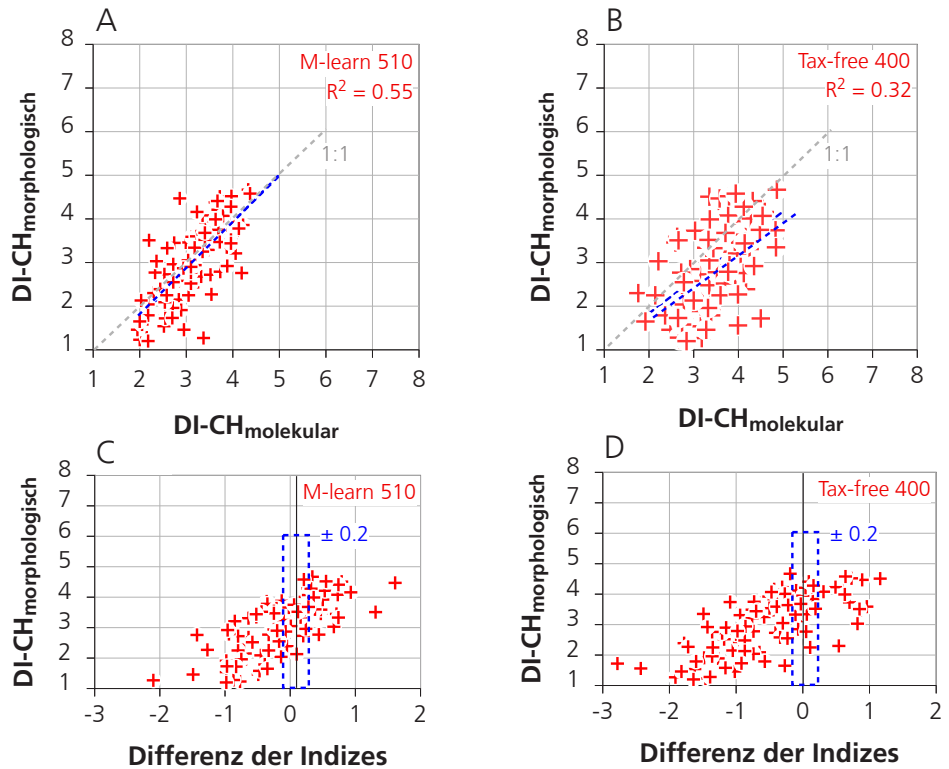 A
8
7
6
5
4
3
2
1
DI-CHmorphologisch
M-learn 510
R² = 0.55
1:1
1 2 3 4 5 6 7 8
DI-CHmolekular
B
8
7
6
5
4
3
2
1
DI-CHmorphologisch
Tax-free 400
R² = 0.32
1:1
1 2 3 4 5 6 7 8
DI-CHmolekular
C
8
7
6
5
4
3
2
1
DI-CHmorphologisch
M-learn 510
± 0.2
-3 -2 -1 0 1 2
Differenz der Indizes
D
8
7
6
5
4
3
2
1
DI-CHmorphologisch
Tax-free 400
± 0.2
-3 -2 -1 0 1 2
Differenz der Indizes